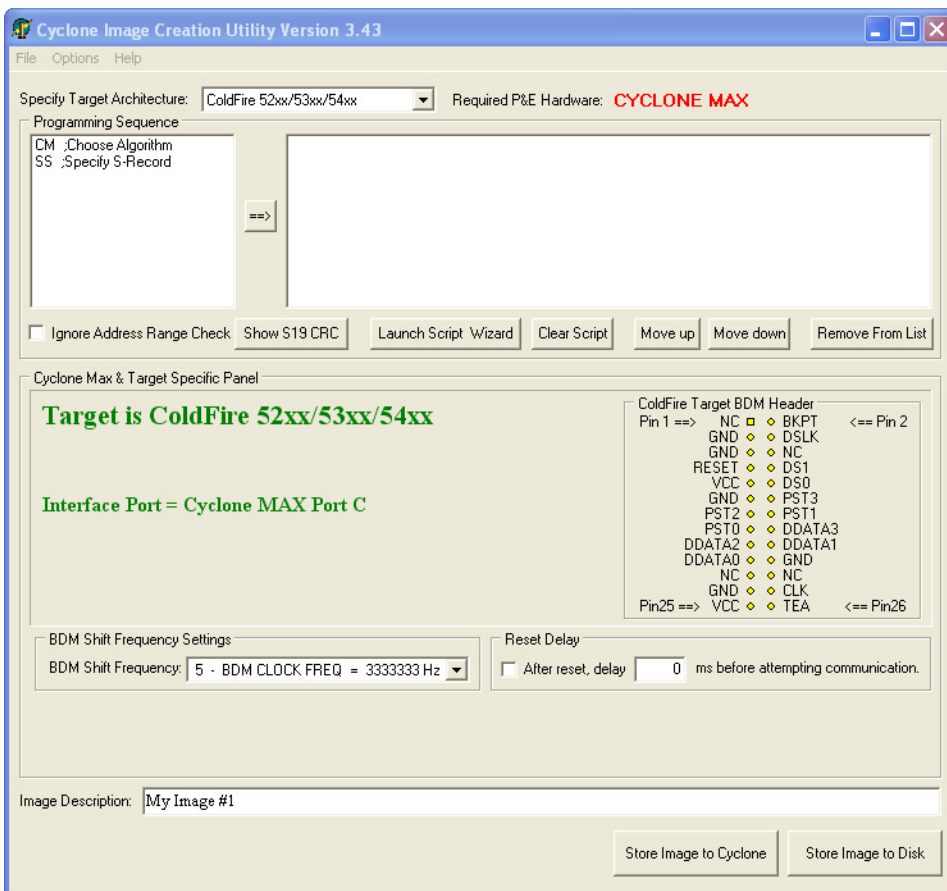 Cyclone Image Creation Utility Version 3.43
File Options Help
Specify Target Architecture: ColdFire 52xx/53xx/54xx Required P&E Hardware: CYCLONE MAX
Programming Sequence
CM ;Choose Algorithm
SS ;Specify S-Record
==>
Ignore Address Range Check Show S19 CRC Launch Script Wizard Clear Script Move up Move down Remove From List
Cyclone Max & Target Specific Panel
Target is ColdFire 52xx/53xx/54xx
Interface Port = Cyclone MAX Port C
ColdFire Target BDM Header
Pin 1 ==> NC BKPT <== Pin 2
GND DSLK
GND NC
RESET DS1
VCC DS0
GND PST3
PST2 PST1
PST0 DDATA3
DDATA2 DDATA1
DDATA0 GND
NC NC
GND CLK
Pin25 ==> VCC TEA <== Pin26
BDM Shift Frequency Settings
BDM Shift Frequency: 5 - BDM CLOCK FREQ = 3333333 Hz
Reset Delay
After reset, delay 0 ms before attempting communication.
Image Description: My Image #1
Store Image to Cyclone Store Image to Disk